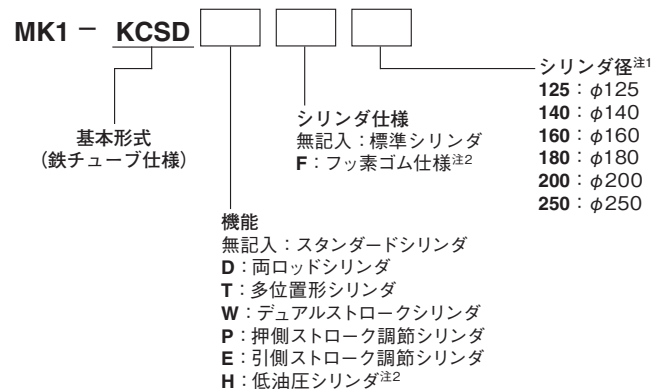 MK1 － KCSD
シリンダ径注1
125：φ125
140：φ140
160：φ160
180：φ180
200：φ200
250：φ250
シリンダ仕様
無記入：標準シリンダ
F：フッ素ゴム仕様注2
基本形式
(鉄チューブ仕様)
機能
無記入：スタンダードシリンダ
D：両ロッドシリンダ
T：多位置形シリンダ
W：デュアルストロークシリンダ
P：押側ストローク調節シリンダ
E：引側ストローク調節シリンダ
H：低油圧シリンダ注2